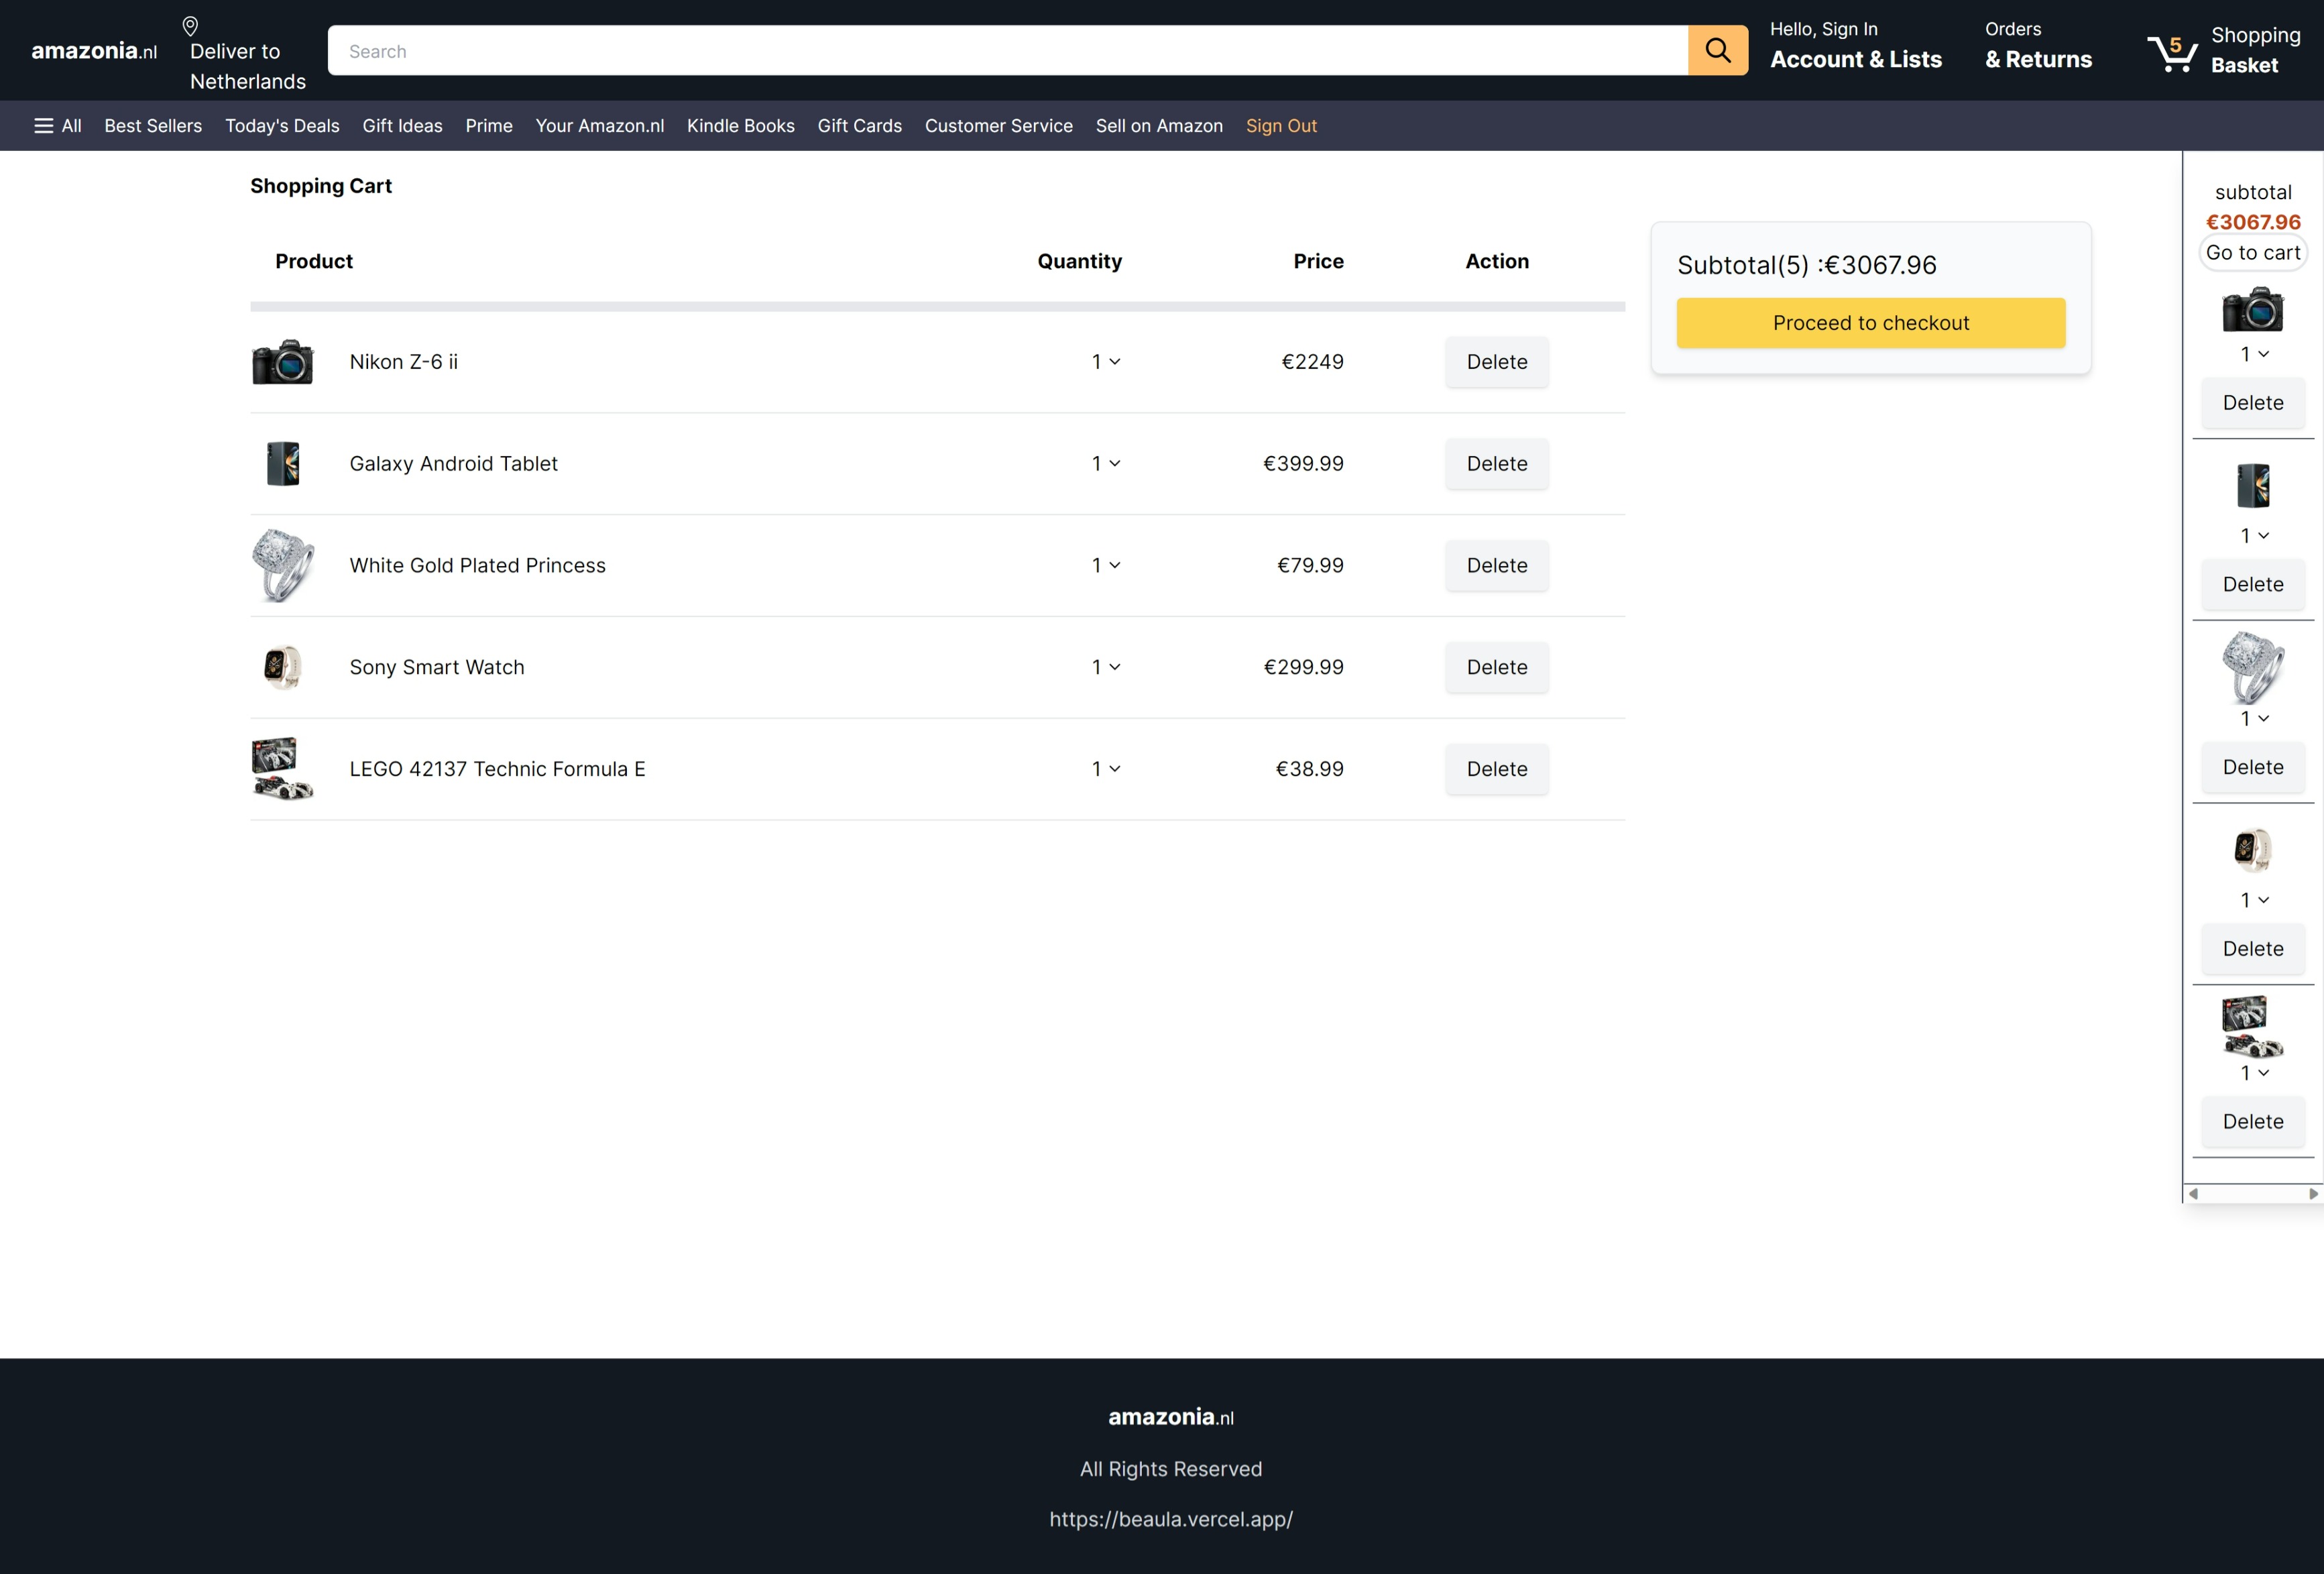 amazonia.nl
Deliver to
Netherlands
Search
Hello, Sign In
Account & Lists
Orders
& Returns
5
Shopping
Basket
All Best Sellers Today's Deals Gift Ideas Prime Your Amazon.nl Kindle Books Gift Cards Customer Service Sell on Amazon Sign Out
Shopping Cart
Product Quantity Price Action
Nikon Z-6 ii 1 €2249 Delete
Galaxy Android Tablet 1 €399.99 Delete
White Gold Plated Princess 1 €79.99 Delete
Sony Smart Watch 1 €299.99 Delete
LEGO 42137 Technic Formula E 1 €38.99 Delete
Subtotal(5) :€3067.96
Proceed to checkout
subtotal
€3067.96
Go to cart
1
Delete
1
Delete
1
Delete
1
Delete
1
Delete
amazonia.nl
All Rights Reserved
https://beaula.vercel.app/